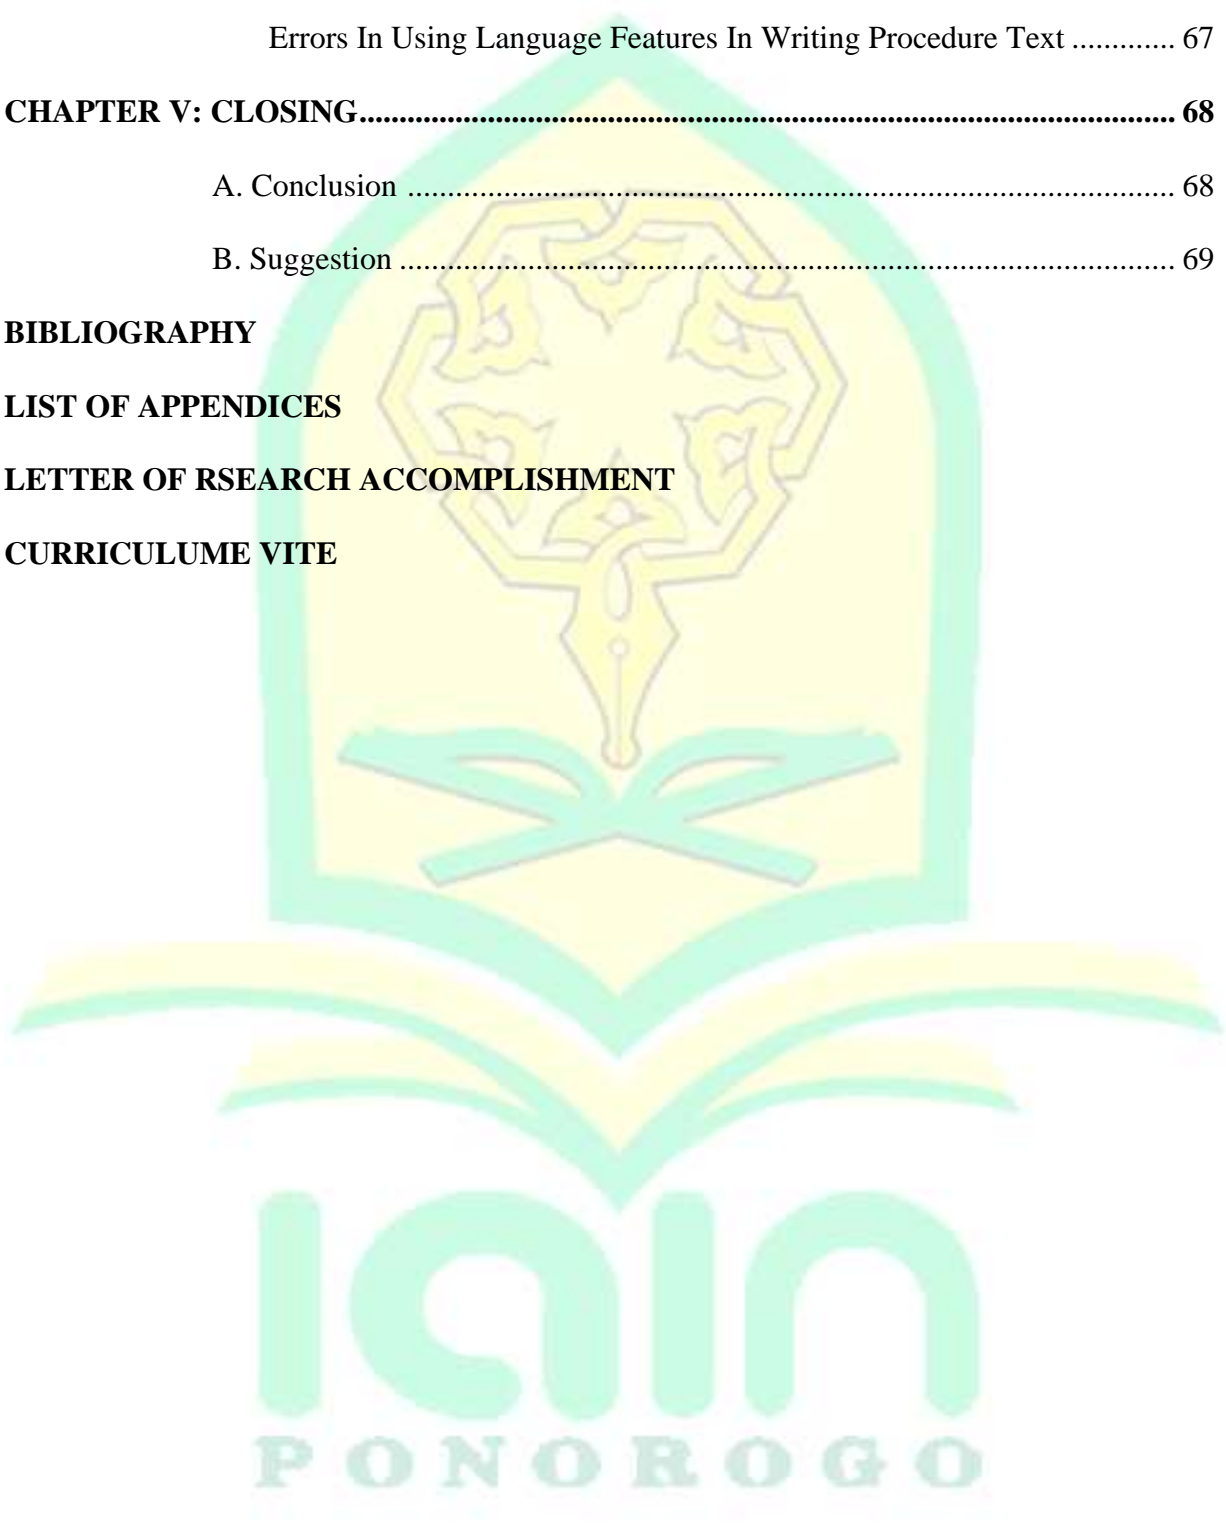 Errors In Using Language Features In Writing Procedure Text ............. 67
CHAPTER V: CLOSING....................................................................................................... 68
A. Conclusion ................................................................................................. 68
B. Suggestion .................................................................................................. 69
BIBLIOGRAPHY
LIST OF APPENDICES
LETTER OF RSEARCH ACCOMPLISHMENT
CURRICULUME VITE
iain
PONOROGO